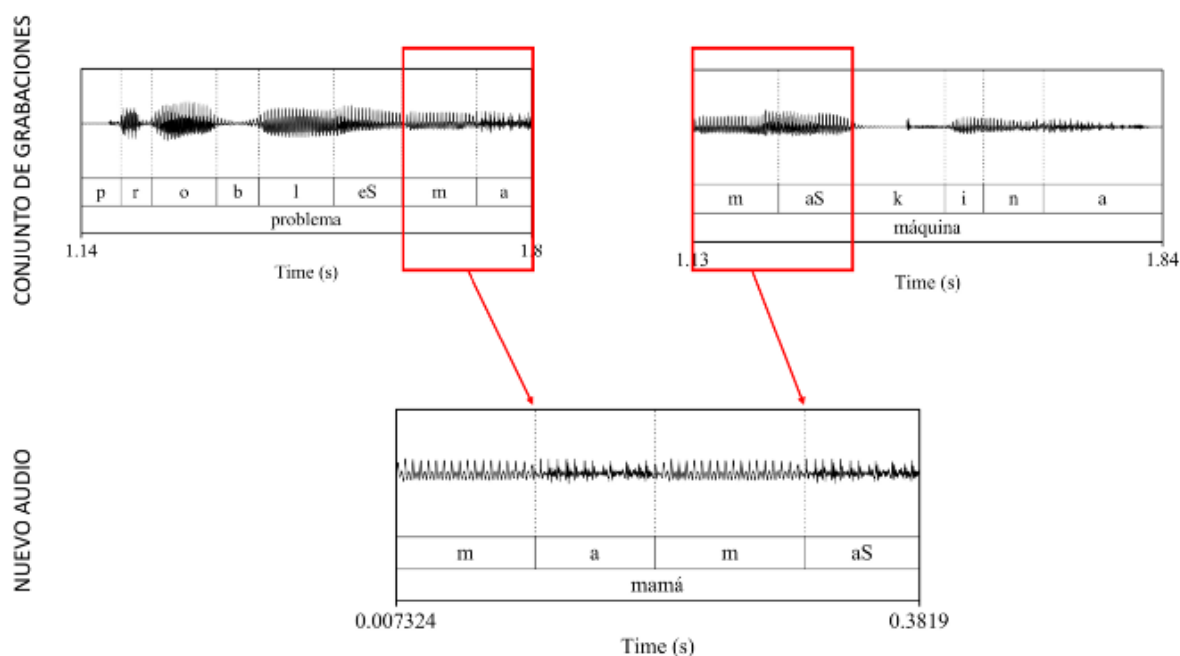 CONJUNTO DE GRABACIONES
p r o b l eS m a
problema
1.14 1.8
Time (s)
m aS k i n a
máquina
1.13 1.84
Time (s)
NUEVO AUDIO
m a m aS
mamá
0.007324 0.3819
Time (s)